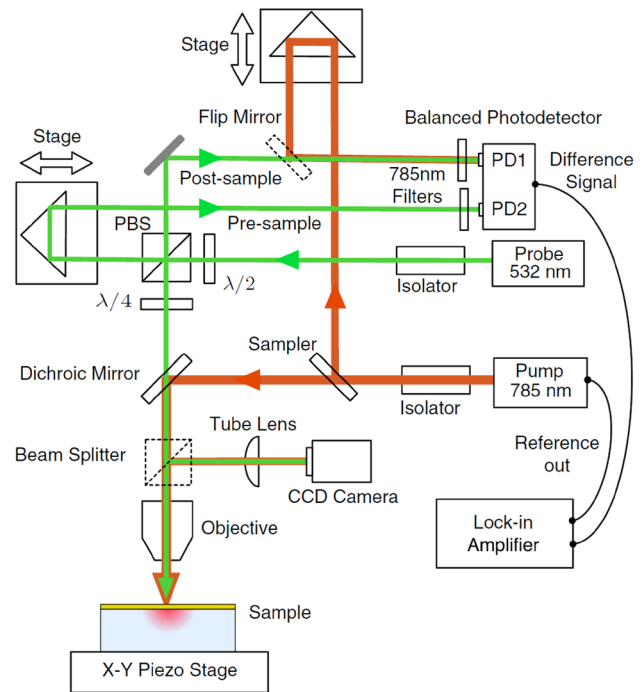 Stage
Flip Mirror
Balanced Photodetector
Stage
Post-sample
785nm
Filters
PD1
Difference
Signal
PBS
Pre-sample
PD2
λ/2
Isolator
Probe
532 nm
λ/4
Sampler
Dichroic Mirror
Pump
785 nm
Isolator
Tube Lens
Beam Splitter
Reference
out
CCD Camera
Objective
Lock-in
Amplifier
Sample
X-Y Piezo Stage